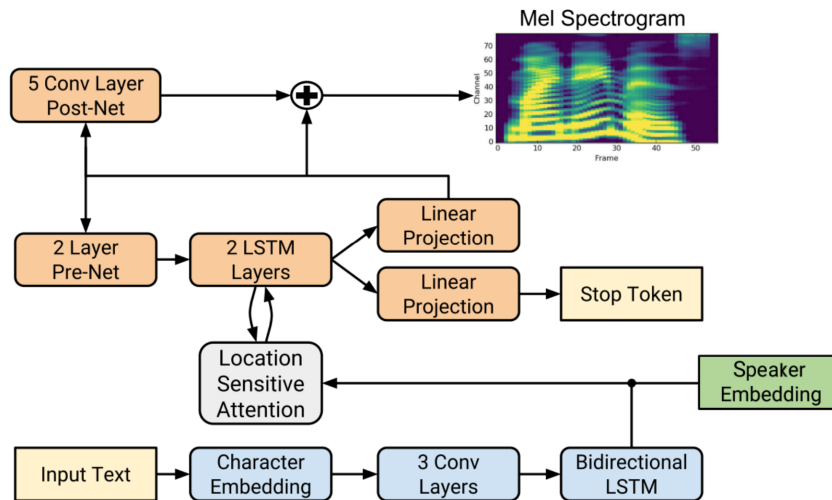 Mel Spectrogram
70
60
50
40
30
20
10
0
Channel
0 10 20 30 40 50
Frame
5 Conv Layer
Post-Net
2 Layer
Pre-Net
2 LSTM
Layers
Linear
Projection
Linear
Projection
Stop Token
Location
Sensitive
Attention
Speaker
Embedding
Input Text
Character
Embedding
3 Conv
Layers
Bidirectional
LSTM